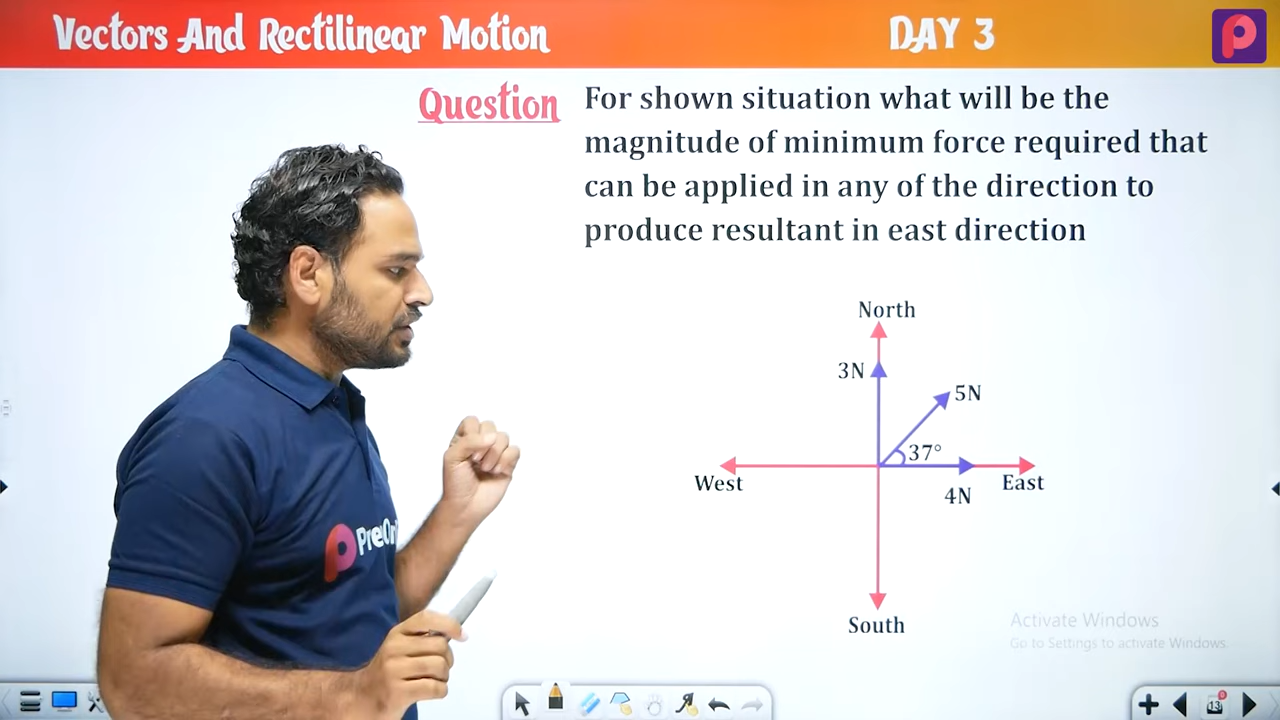 Vectors And Rectilinear Motion
DAY 3
Question
For shown situation what will be the
magnitude of minimum force required that
can be applied in any of the direction to
produce resultant in east direction
North
3N
5N
37°
West
East
4N
South
Activate Windows
Go to Settings to activate Windows.
13